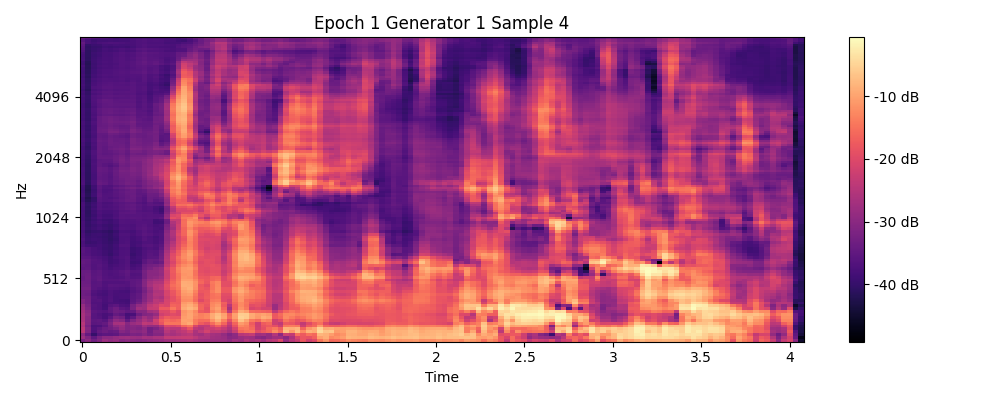 Epoch 1 Generator 1 Sample 4
Hz
4096
2048
1024
512
0
0 0.5 1 1.5 2 2.5 3 3.5 4
Time
-10 dB
-20 dB
-30 dB
-40 dB